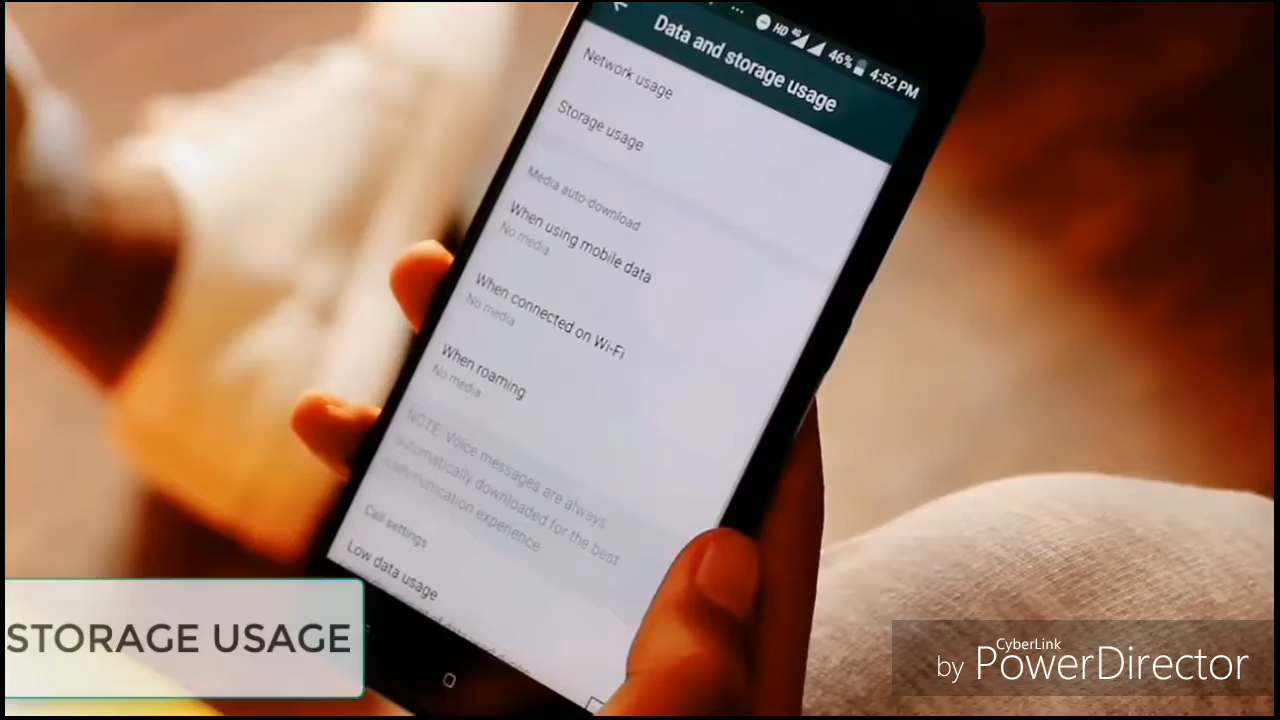 HD 4G 46% 4:52 PM
Data and storage usage
Network usage
Storage usage
Media auto-download
When using mobile data
No media
When connected on Wi-Fi
No media
When roaming
No media
NOTE: Voice messages are always
automatically downloaded for the best
communication experience
Call settings
Low data usage
STORAGE USAGE
CyberLink
by PowerDirector